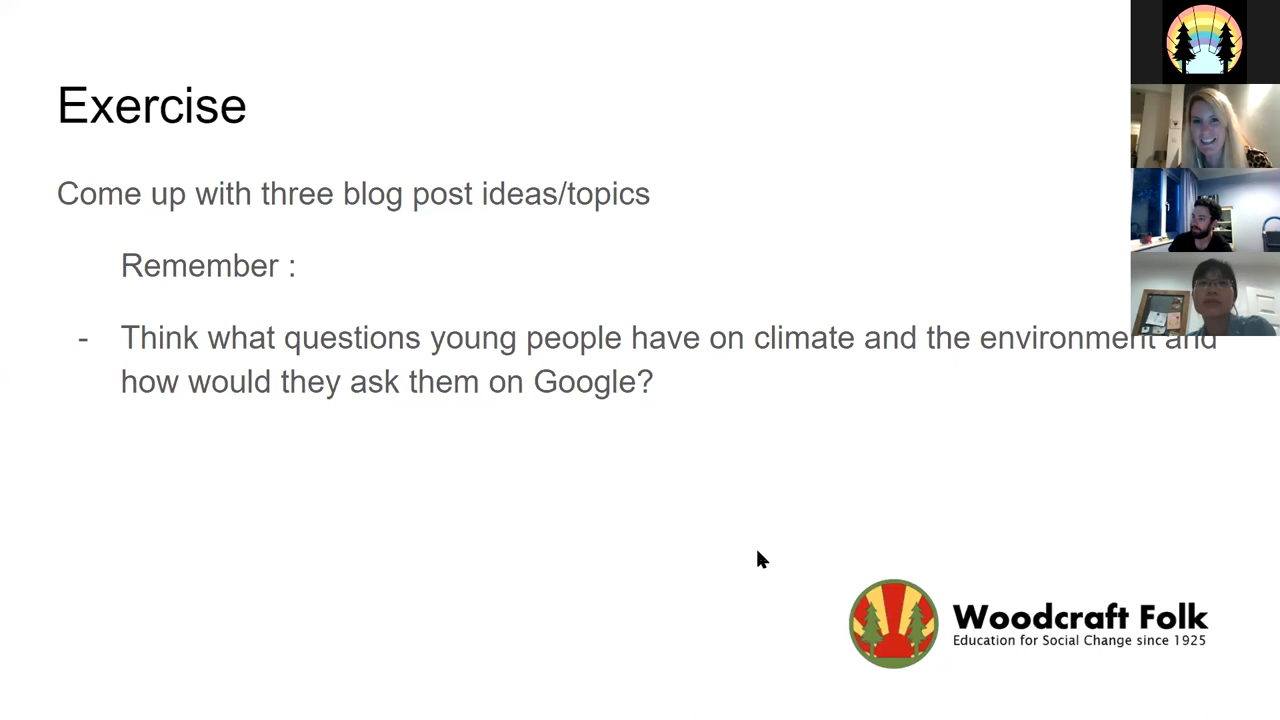 Exercise
Come up with three blog post ideas/topics
Remember :
- Think what questions young people have on climate and the environment and
how would they ask them on Google?
Woodcraft Folk
Education for Social Change since 1925